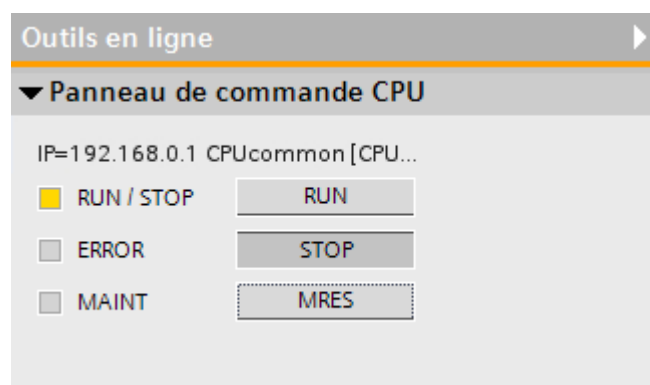 Outils en ligne
Panneau de commande CPU
IP=192.168.0.1 CPUcommon [CPU...
RUN / STOP RUN
ERROR STOP
MAINT MRES